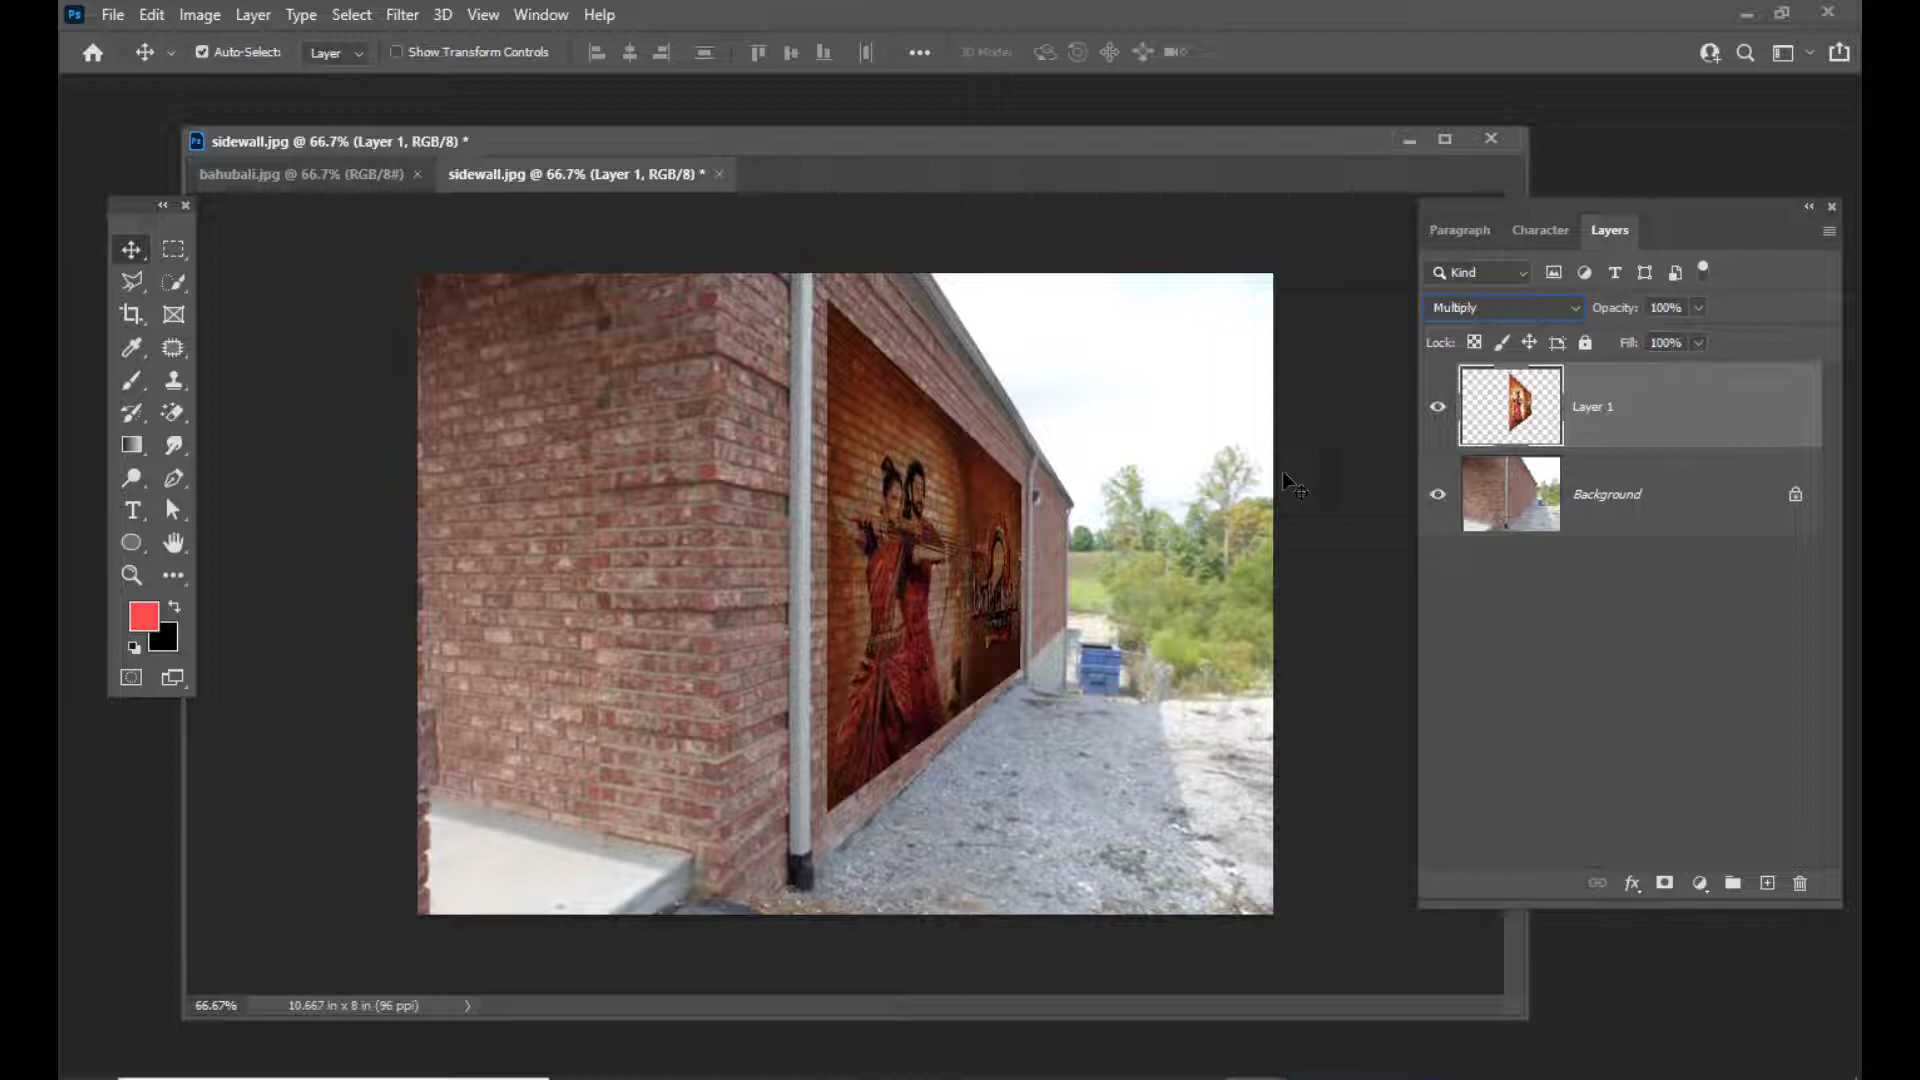 Ps File Edit Image Layer Type Select Filter 3D View Window Help
Auto-Select: Layer Show Transform Controls 3D Mode:
Ps sidewall.jpg @ 66.7% (Layer 1, RGB/8) *
bahubali.jpg @ 66.7% (RGB/8#) × sidewall.jpg @ 66.7% (Layer 1, RGB/8) * ×
Paragraph Character Layers
Kind
Multiply Opacity: 100%
Lock: Fill: 100%
Layer 1
Background
66.67% 10.667 in x 8 in (96 ppi)